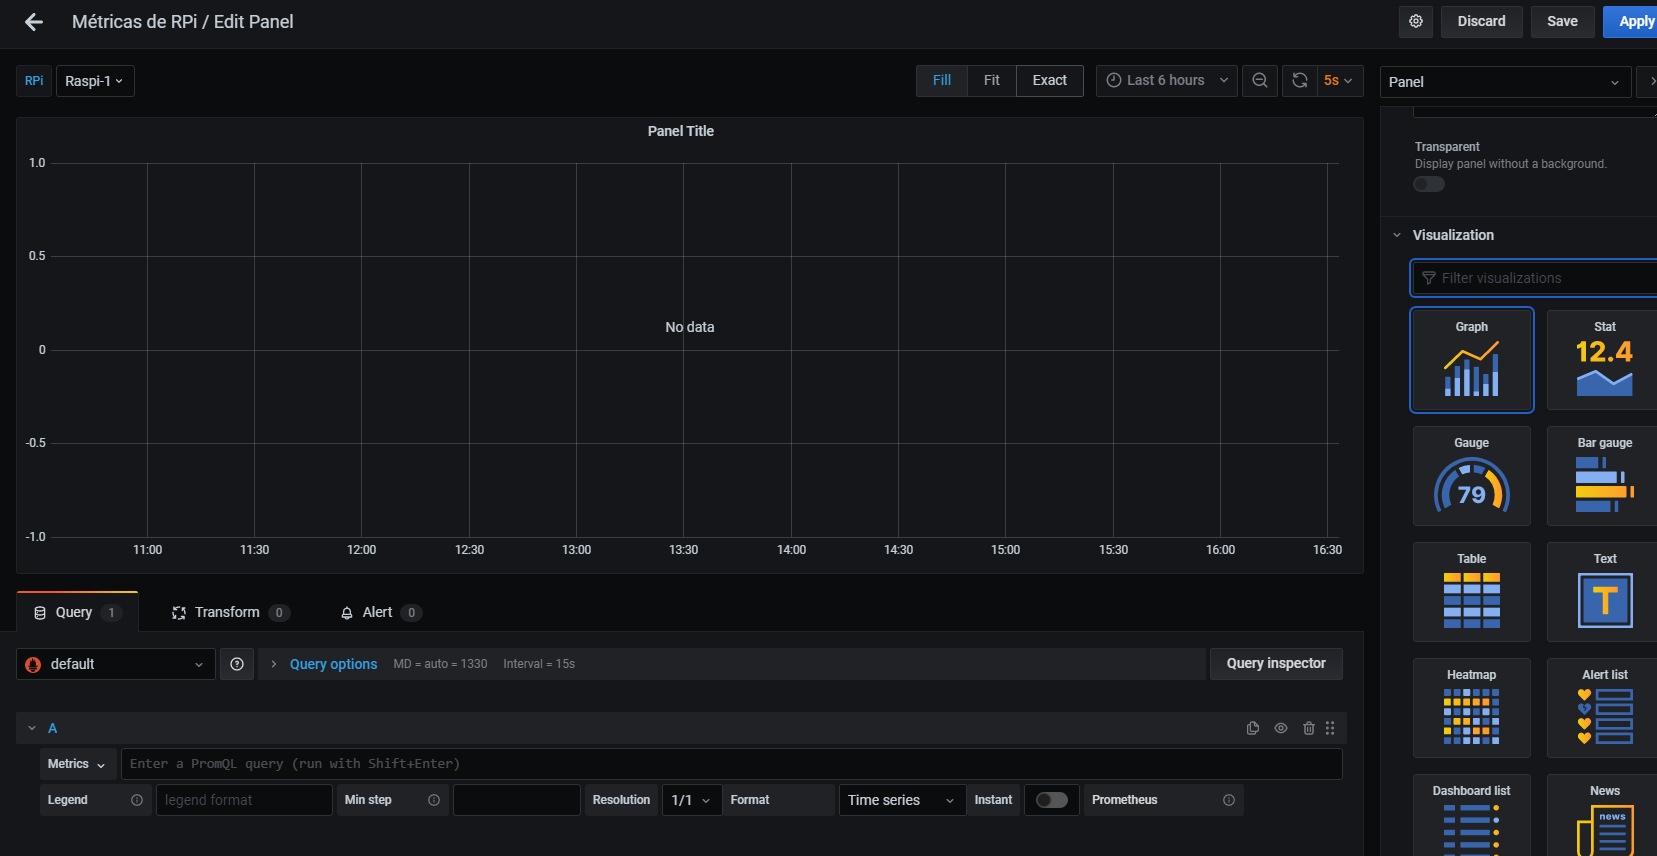 Métricas de RPi / Edit Panel
Discard
Save
Apply
RPi
Raspi-1
Fill
Fit
Exact
Last 6 hours
5s
Panel
Panel Title
1.0
0.5
0
-0.5
-1.0
No data
11:00
11:30
12:00
12:30
13:00
13:30
14:00
14:30
15:00
15:30
16:00
16:30
Transparent
Display panel without a background.
Visualization
Filter visualizations
Graph
Stat
12.4
Gauge
79
Bar gauge
Table
Text
T
Heatmap
Alert list
Dashboard list
News
news
Query 1
Transform 0
Alert 0
default
Query options
MD = auto = 1330
Interval = 15s
Query inspector
A
Metrics
Enter a PromQL query (run with Shift+Enter)
Legend
legend format
Min step
Resolution
1/1
Format
Time series
Instant
Prometheus